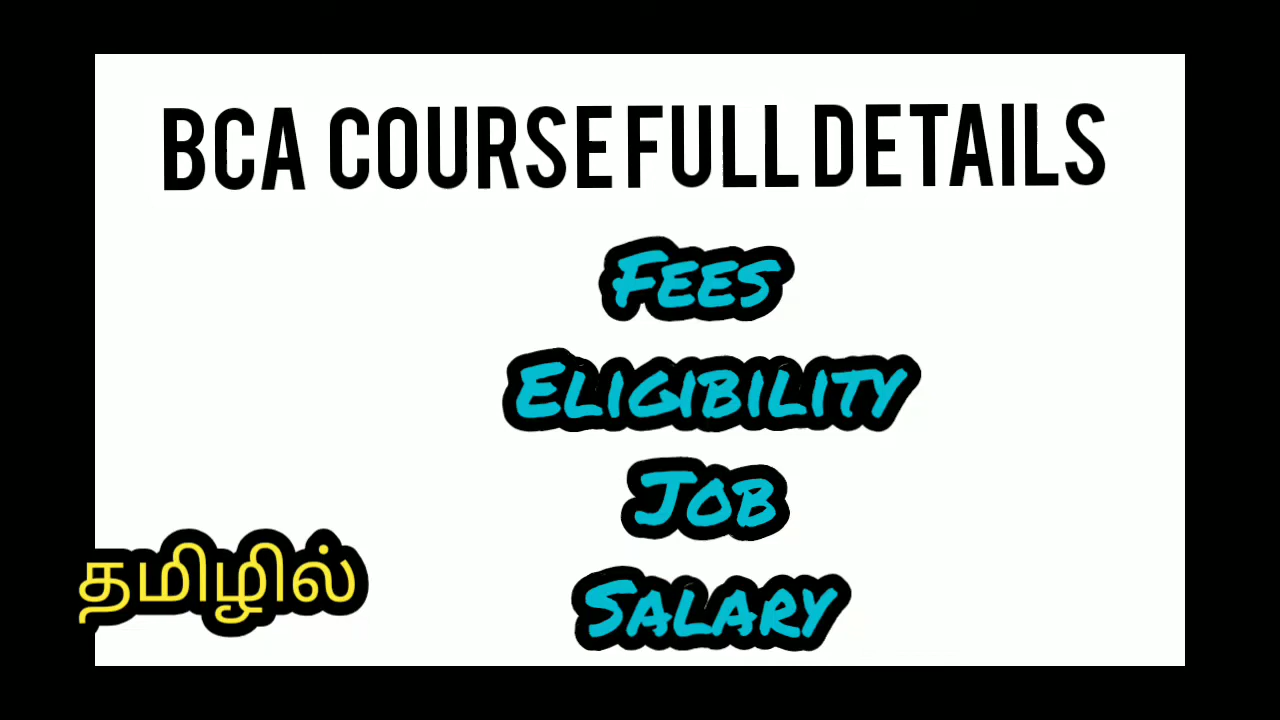 BCA COURSE FULL DETAILS
FEES
ELIGIBILITY
JOB
SALARY
தமிழில்